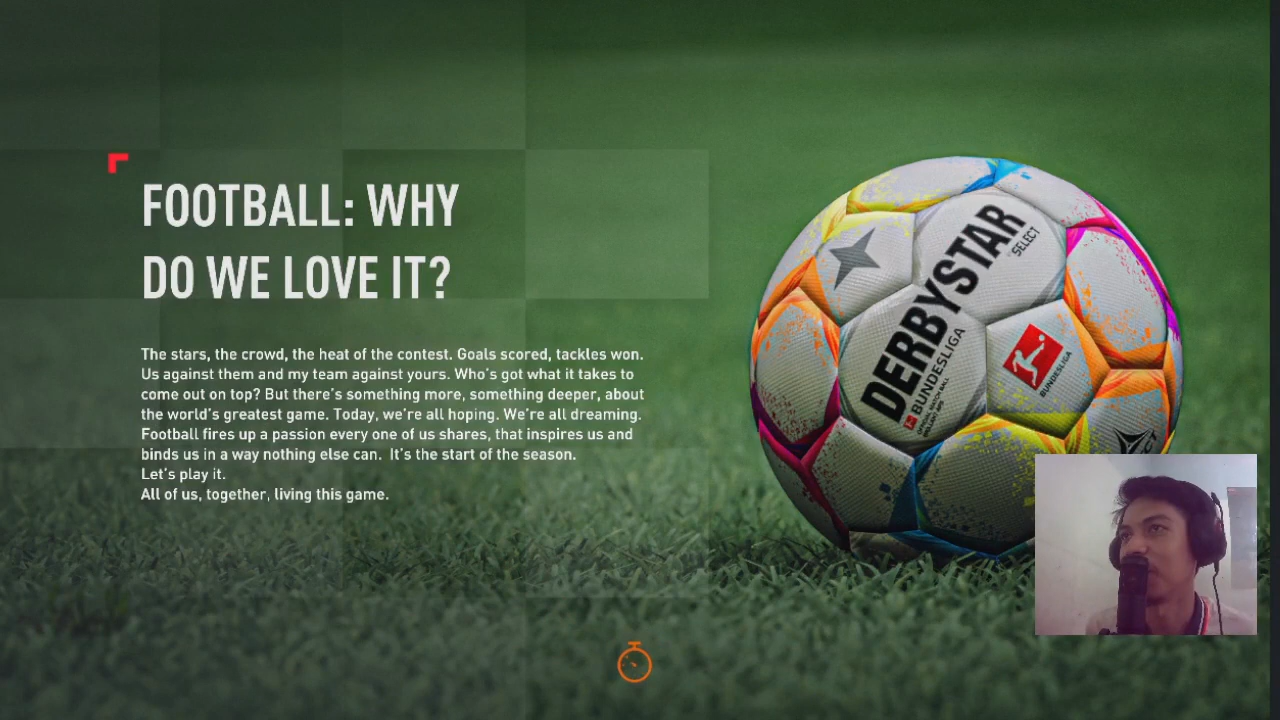 FOOTBALL: WHY
DO WE LOVE IT?
The stars, the crowd, the heat of the contest. Goals scored, tackles won.
Us against them and my team against yours. Who's got what it takes to
come out on top? But there's something more, something deeper, about
the world's greatest game. Today, we're all hoping. We're all dreaming.
Football fires up a passion every one of us shares, that inspires us and
binds us in a way nothing else can.  It's the start of the season.
Let's play it.
All of us, together, living this game.
DERBYSTAR
SELECT
BUNDESLIGA
BUNDESLIGA